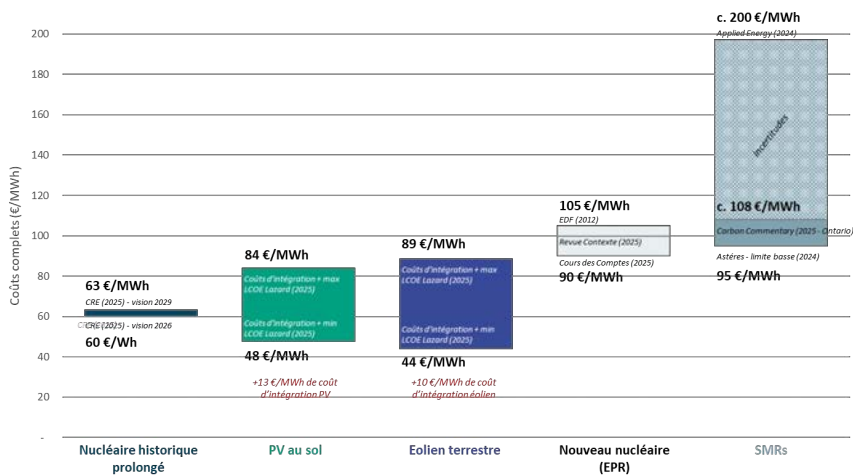 Coûts complets (€/MWh)
200
180
160
140
120
100
80
60
40
20
-
63 €/MWh
CRE (2025) - vision 2029
CRE (2025) - vision 2026
60 €/Wh
Nucléaire historique
prolongé
84 €/MWh
Coûts d'intégration + max
LCOE Lazard (2025)
Coûts d'intégration + min
LCOE Lazard (2025)
48 €/MWh
+13 €/MWh de coût
d'intégration PV
PV au sol
89 €/MWh
Coûts d'intégration + max
LCOE Lazard (2025)
Coûts d'intégration + min
LCOE Lazard (2025)
44 €/MWh
+10 €/MWh de coût
d'intégration éolien
Eolien terrestre
105 €/MWh
EDF (2012)
Revue Contexte (2025)
Cours des Comptes (2025)
90 €/MWh
Nouveau nucléaire
(EPR)
c. 200 €/MWh
Applied Energy (2024)
Incertitudes
c. 108 €/MWh
Carbon Commentary (2025 - Ontario)
Astéres - limite basse (2024)
95 €/MWh
SMRs